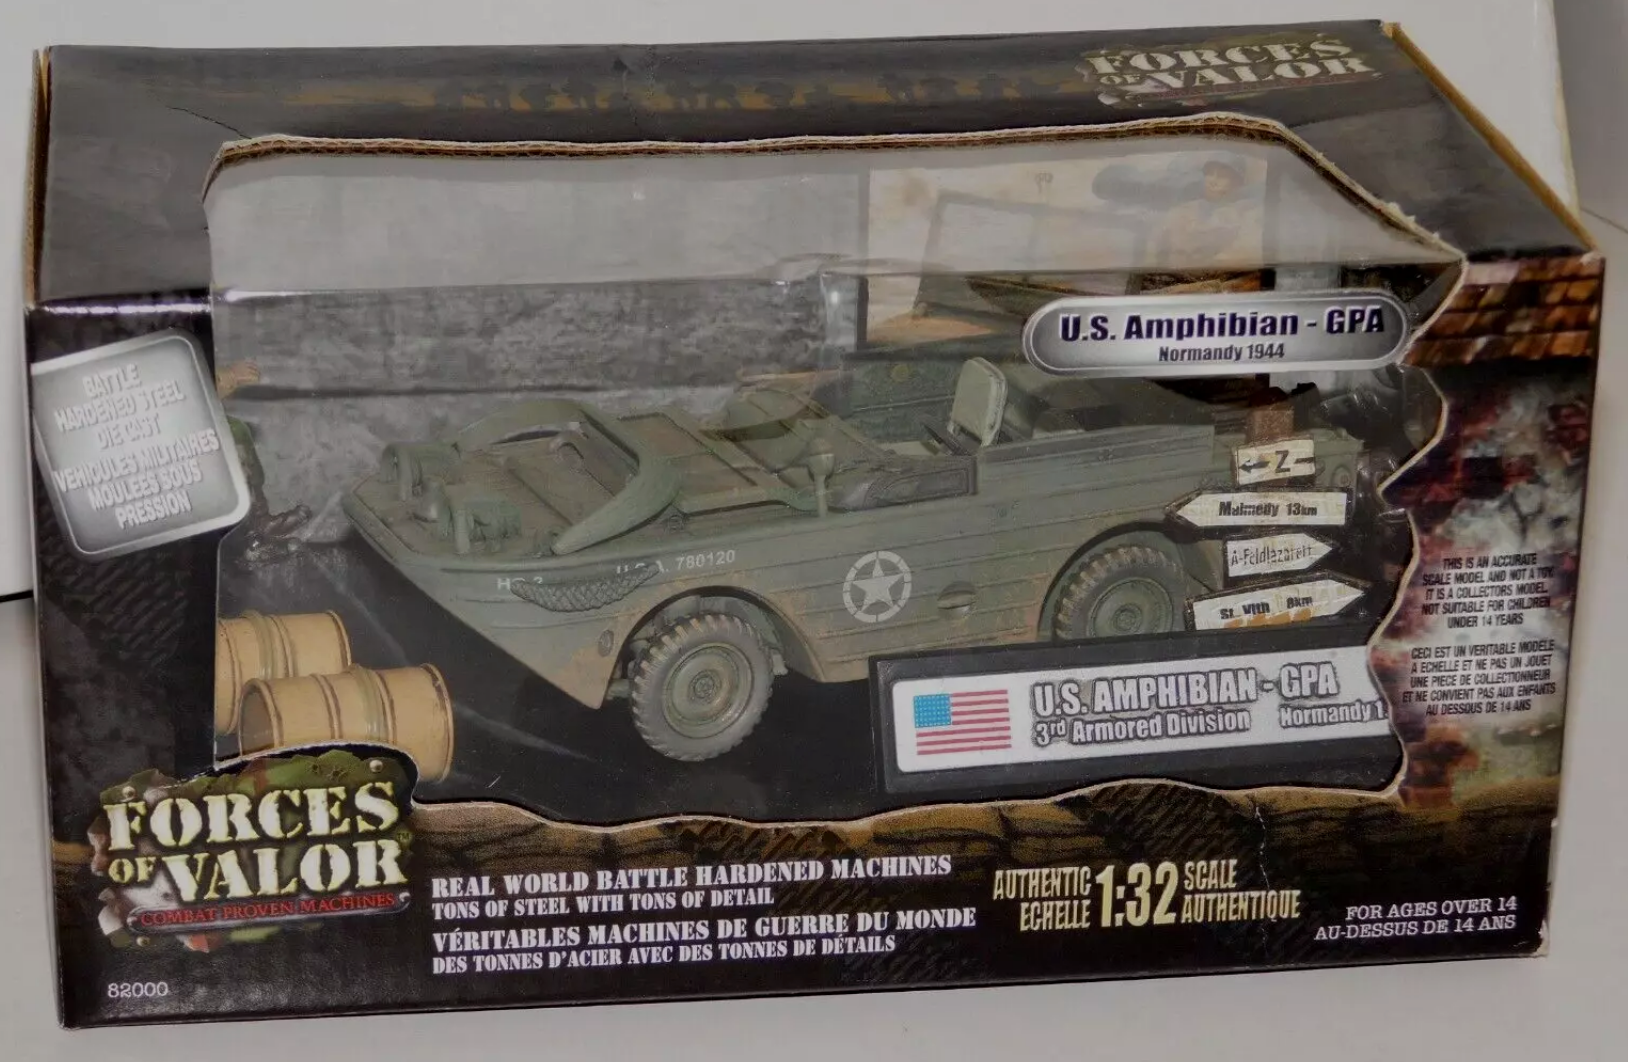 FORCES
OF VALOR
BATTLE
HARDENED STEEL
DIE CAST
VEHICULES MILITAIRES
MOULEES SOUS
PRESSION
U.S. Amphibian - GPA
Normandy 1944
← Z
Malmedy 13km
A-Feldlazarett
St. Vith 8km
U.S.A. 780120
U.S. AMPHIBIAN - GPA
3rd Armored Division Normandy 1
THIS IS AN ACCURATE
SCALE MODEL AND NOT A TOY.
IT IS A COLLECTORS MODEL.
NOT SUITABLE FOR CHILDREN
UNDER 14 YEARS
CECI EST UN VERITABLE MODELE
A ECHELLE ET NE PAS UN JOUET
UNE PIECE DE COLLECTIONNEUR
ET NE CONVIENT PAS AUX ENFANTS
AU DESSOUS DE 14 ANS
FORCES
OF VALOR™
COMBAT PROVEN MACHINES
REAL WORLD BATTLE HARDENED MACHINES
TONS OF STEEL WITH TONS OF DETAIL
VÉRITABLES MACHINES DE GUERRE DU MONDE
DES TONNES D'ACIER AVEC DES TONNES DE DÉTAILS
AUTHENTIC 1:32 SCALE
ECHELLE AUTHENTIQUE
FOR AGES OVER 14
AU-DESSUS DE 14 ANS
82000